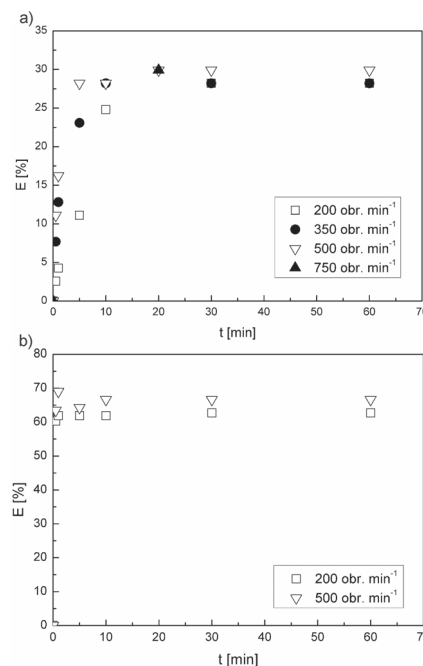 a)
35
30
25
20
15
10
5
0
E [%]
200 obr. min⁻¹
350 obr. min⁻¹
500 obr. min⁻¹
750 obr. min⁻¹
0 10 20 30 40 50 60 70
t [min]
b)
80
70
60
50
40
30
20
10
0
E [%]
200 obr. min⁻¹
500 obr. min⁻¹
0 10 20 30 40 50 60 70
t [min]